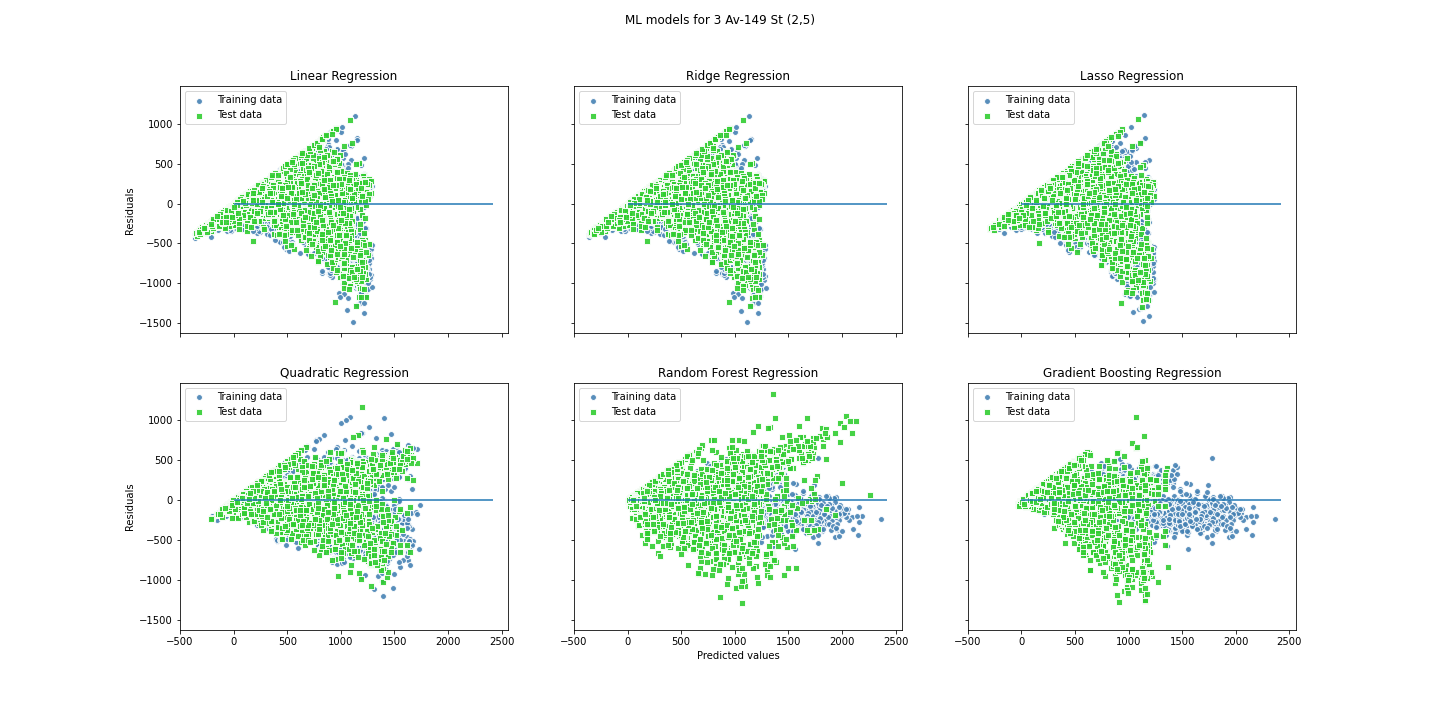 ML models for 3 Av-149 St (2,5)
Linear Regression
Training data
Test data
1000
500
0
−500
−1000
−1500
Residuals
Ridge Regression
Training data
Test data
Lasso Regression
Training data
Test data
Quadratic Regression
Training data
Test data
1000
500
0
−500
−1000
−1500
Residuals
−500 0 500 1000 1500 2000 2500
Random Forest Regression
Training data
Test data
−500 0 500 1000 1500 2000 2500
Predicted values
Gradient Boosting Regression
Training data
Test data
−500 0 500 1000 1500 2000 2500